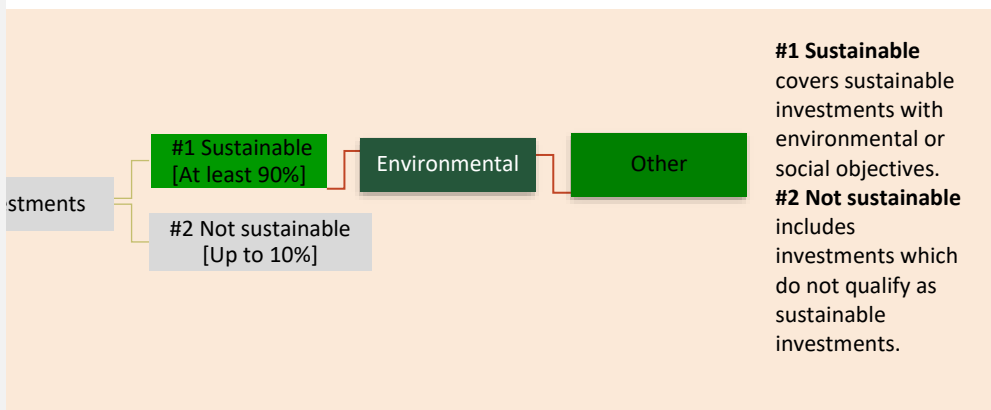 #1 Sustainable
[At least 90%]
Environmental
Other
estments
#2 Not sustainable
[Up to 10%]
#1 Sustainable
covers sustainable
investments with
environmental or
social objectives.
#2 Not sustainable
includes
investments which
do not qualify as
sustainable
investments.